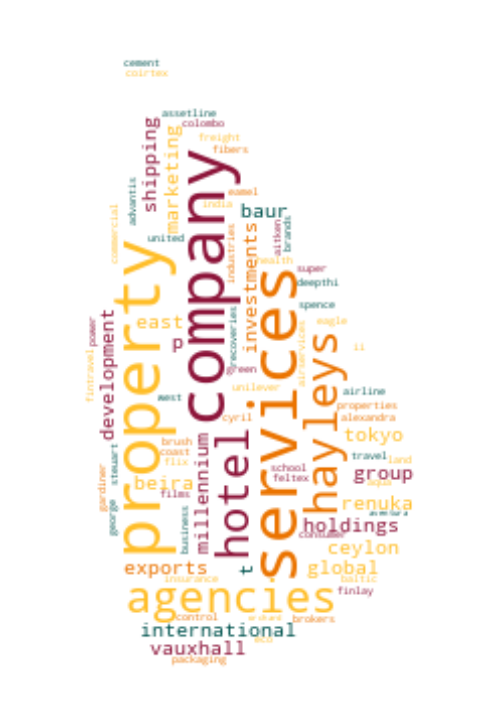 cement
coirtex
assetline
colombo
shipping
marketing
freight
fibers
company
advantis
eamel
india
commercial
baur
brands
united
aitken
industries
investments
health
property
super
services
deepthi
spence
recoveries
east
p
eagle
power
development
fintravel
airservices
hayleys
ii
green
unilever
west
airline
properties
cyril
alexandra
tokyo
hotel
millennium
brush
coast
flix
steuart
travel
land
school
feltex
group
gardiner
beira
aqua
films
george
business
renuka
holdings
consumer
ceylon
t
exports
global
insurance
baltic
agencies
finlay
control
brokers
international
eco
vauxhall
packaging